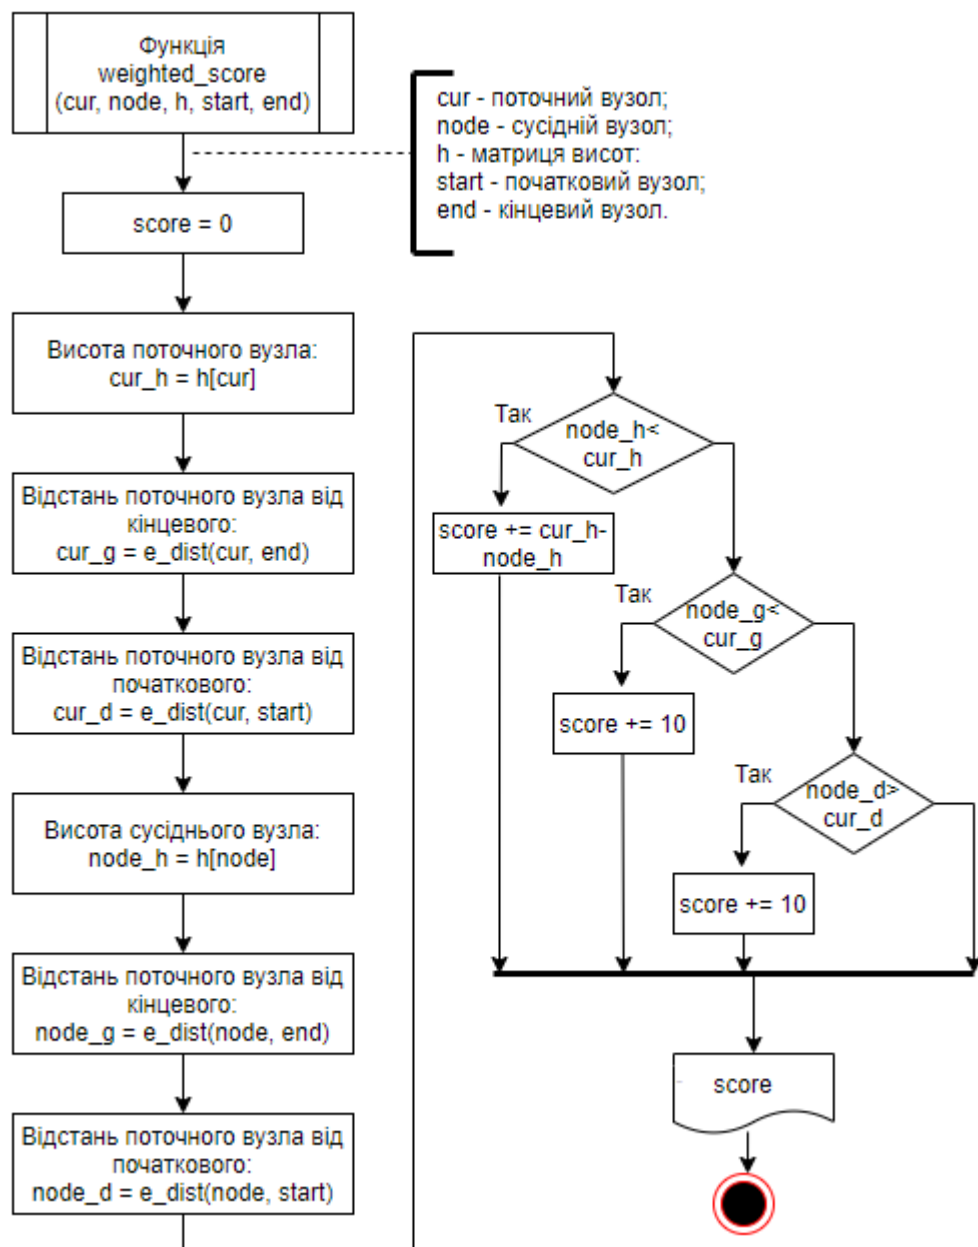 Функція
weighted_score
(cur, node, h, start, end)
cur - поточний вузол;
node - сусідній вузол;
h - матриця висот:
start - початковий вузол;
end - кінцевий вузол.
score = 0
Висота поточного вузла:
cur_h = h[cur]
Відстань поточного вузла від
кінцевого:
cur_g = e_dist(cur, end)
Відстань поточного вузла від
початкового:
cur_d = e_dist(cur, start)
Висота сусіднього вузла:
node_h = h[node]
Відстань поточного вузла від
кінцевого:
node_g = e_dist(node, end)
Відстань поточного вузла від
початкового:
node_d = e_dist(node, start)
Так
node_h<
cur_h
score += cur_h-
node_h
Так
node_g<
cur_g
score += 10
Так
node_d>
cur_d
score += 10
score